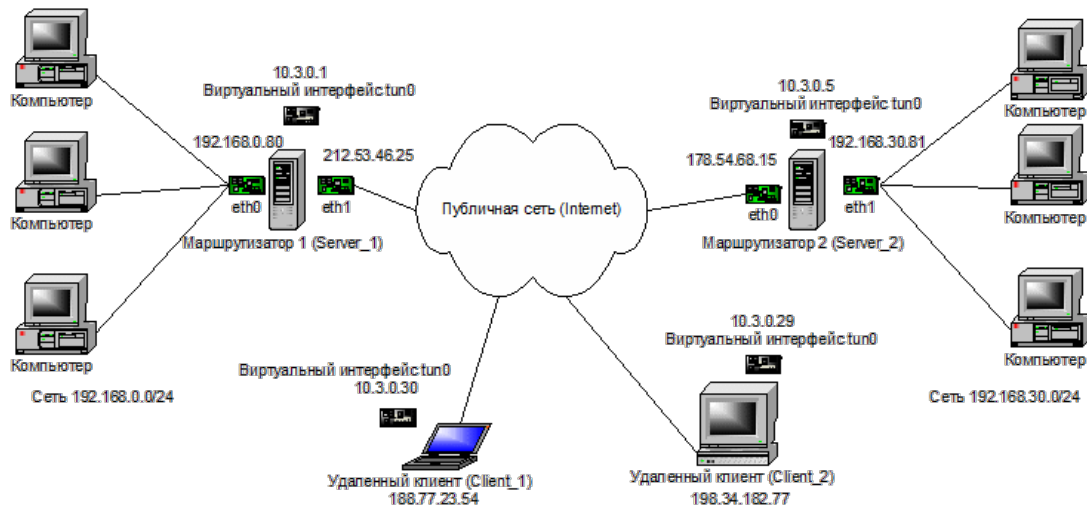 Компьютер
Компьютер
Компьютер
Сеть 192.168.0.0/24
10.3.0.1
Виртуальный интерфейс tun0
192.168.0.80
212.53.46.25
eth0
eth1
Маршрутизатор 1 (Server_1)
Публичная сеть (Internet)
10.3.0.5
Виртуальный интерфейс tun0
178.54.68.15
192.168.30.81
eth0
eth1
Маршрутизатор 2 (Server_2)
Компьютер
Компьютер
Компьютер
Сеть 192.168.30.0/24
Виртуальный интерфейс tun0
10.3.0.30
Удаленный клиент (Client_1)
188.77.23.54
10.3.0.29
Виртуальный интерфейс tun0
Удаленный клиент (Client_2)
198.34.182.77